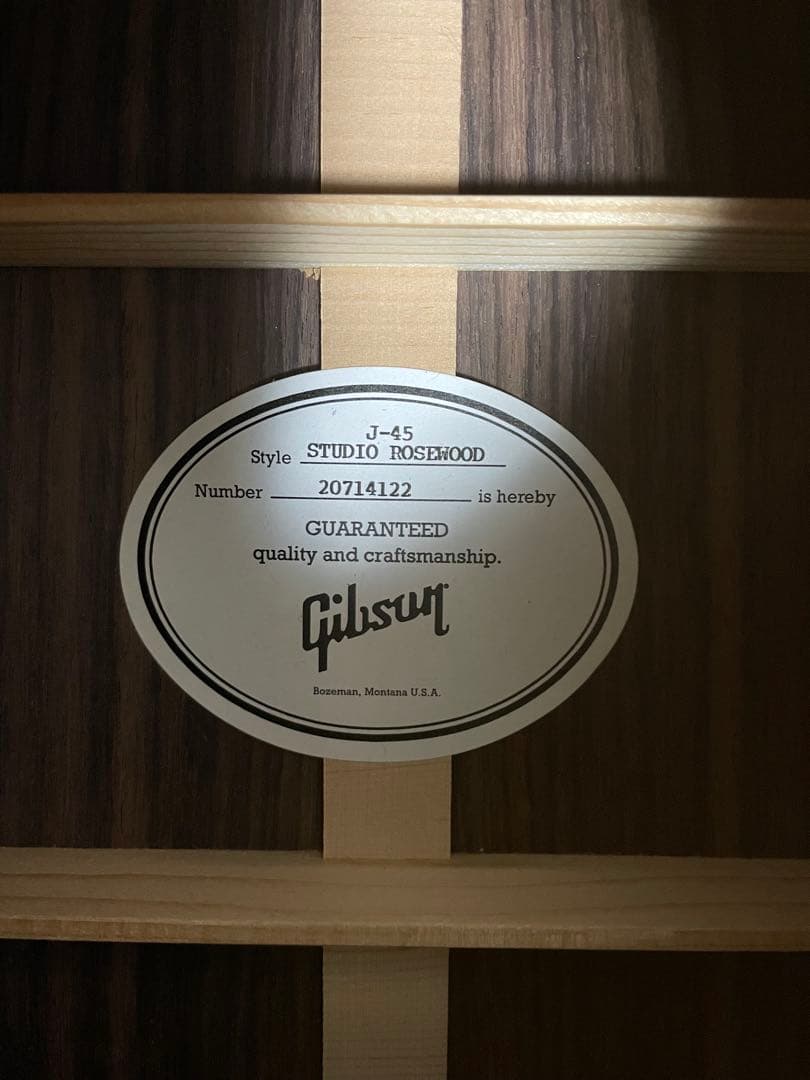 J-45
Style STUDIO ROSEWOOD
Number 20714122 is hereby
GUARANTEED
quality and craftsmanship.
Gibson
Bozeman, Montana U.S.A.